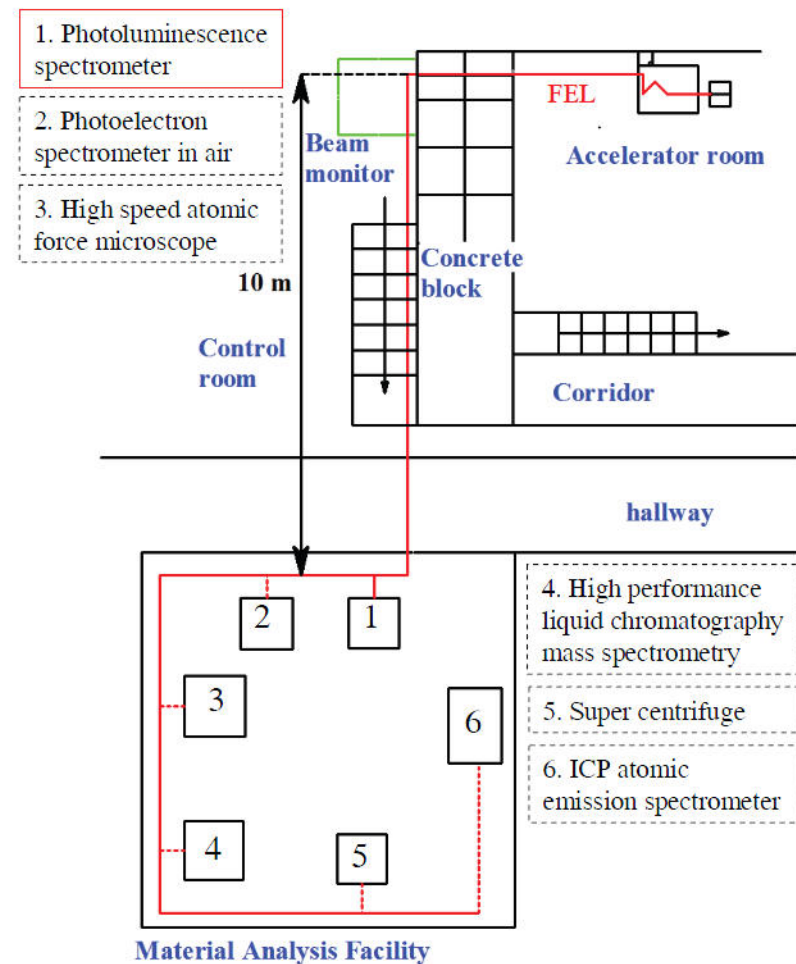 1. Photoluminescence
spectrometer
2. Photoelectron
spectrometer in air
3. High speed atomic
force microscope
FEL
Beam
monitor
Accelerator room
Concrete
block
10 m
Control
room
Corridor
hallway
2
1
3
6
4
5
4. High performance
liquid chromatography
mass spectrometry
5. Super centrifuge
6. ICP atomic
emission spectrometer
Material Analysis Facility